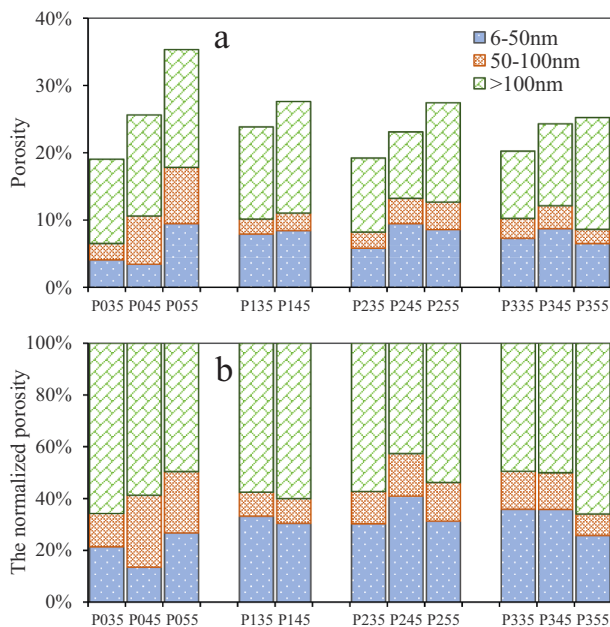 a
6-50nm
50-100nm
>100nm
Porosity
40%
30%
20%
10%
0%
P035 P045 P055 P135 P145 P235 P245 P255 P335 P345 P355
b
The normalized porosity
100%
80%
60%
40%
20%
0%
P035 P045 P055 P135 P145 P235 P245 P255 P335 P345 P355